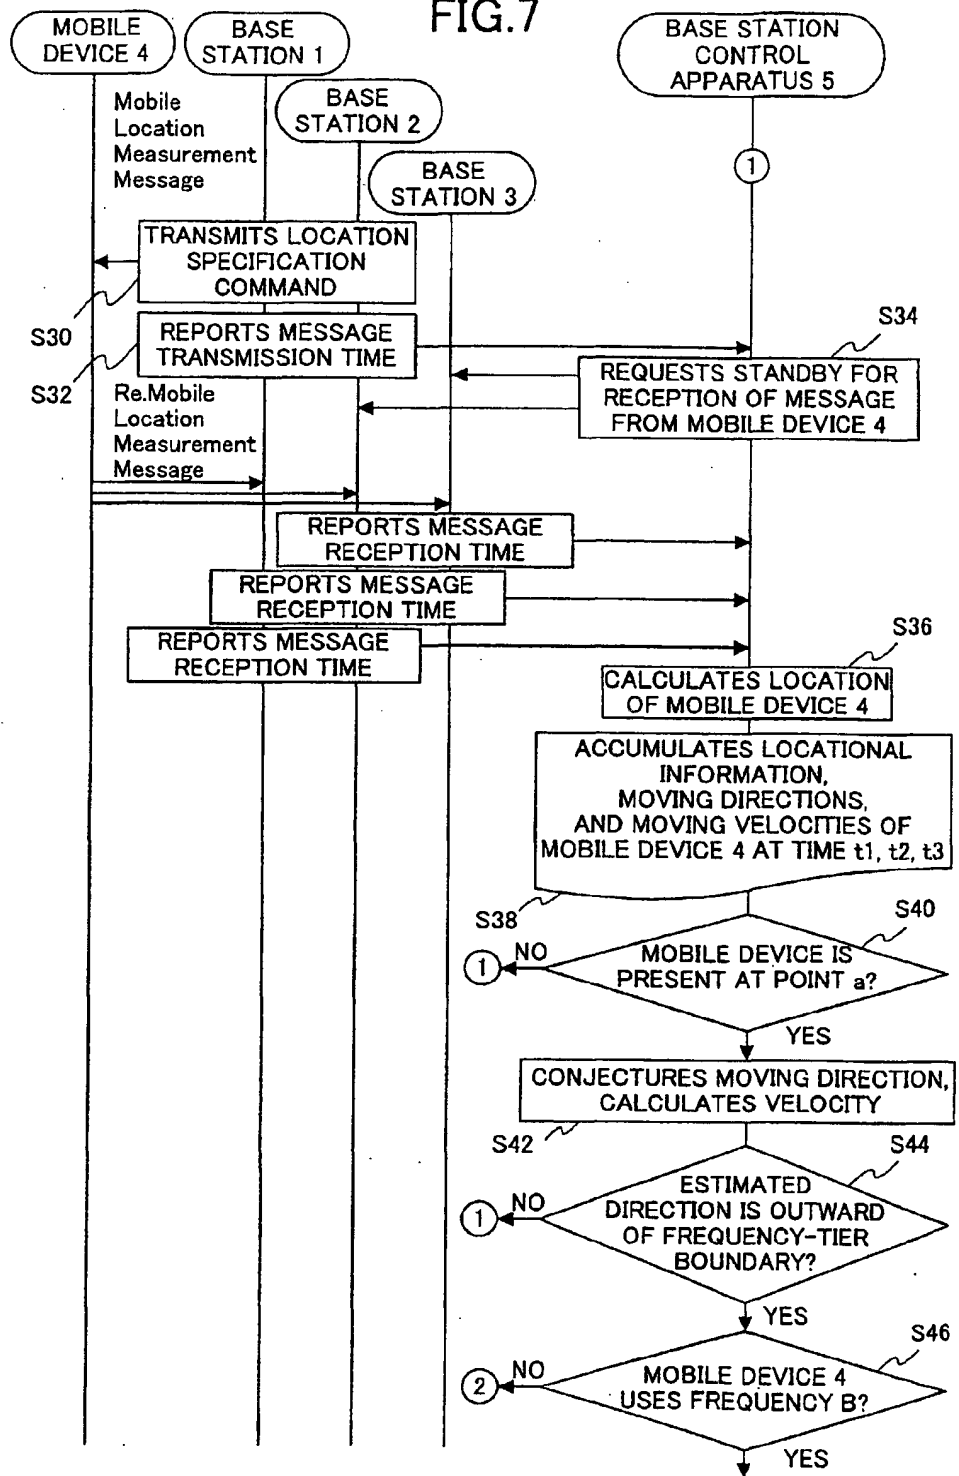 FIG.7
MOBILE
DEVICE 4
BASE
STATION 1
BASE
STATION 2
BASE
STATION 3
BASE STATION
CONTROL
APPARATUS 5
Mobile
Location
Measurement
Message
1
TRANSMITS LOCATION
SPECIFICATION
COMMAND
S30
REPORTS MESSAGE
TRANSMISSION TIME
S32
S34
REQUESTS STANDBY FOR
RECEPTION OF MESSAGE
FROM MOBILE DEVICE 4
Re.Mobile
Location
Measurement
Message
REPORTS MESSAGE
RECEPTION TIME
REPORTS MESSAGE
RECEPTION TIME
REPORTS MESSAGE
RECEPTION TIME
S36
CALCULATES LOCATION
OF MOBILE DEVICE 4
ACCUMULATES LOCATIONAL
INFORMATION,
MOVING DIRECTIONS,
AND MOVING VELOCITIES OF
MOBILE DEVICE 4 AT TIME t1, t2, t3
S38
S40
MOBILE DEVICE IS
PRESENT AT POINT a?
NO
1
YES
CONJECTURES MOVING DIRECTION,
CALCULATES VELOCITY
S42
S44
ESTIMATED
DIRECTION IS OUTWARD
OF FREQUENCY-TIER
BOUNDARY?
NO
1
YES
S46
MOBILE DEVICE 4
USES FREQUENCY B?
NO
2
YES